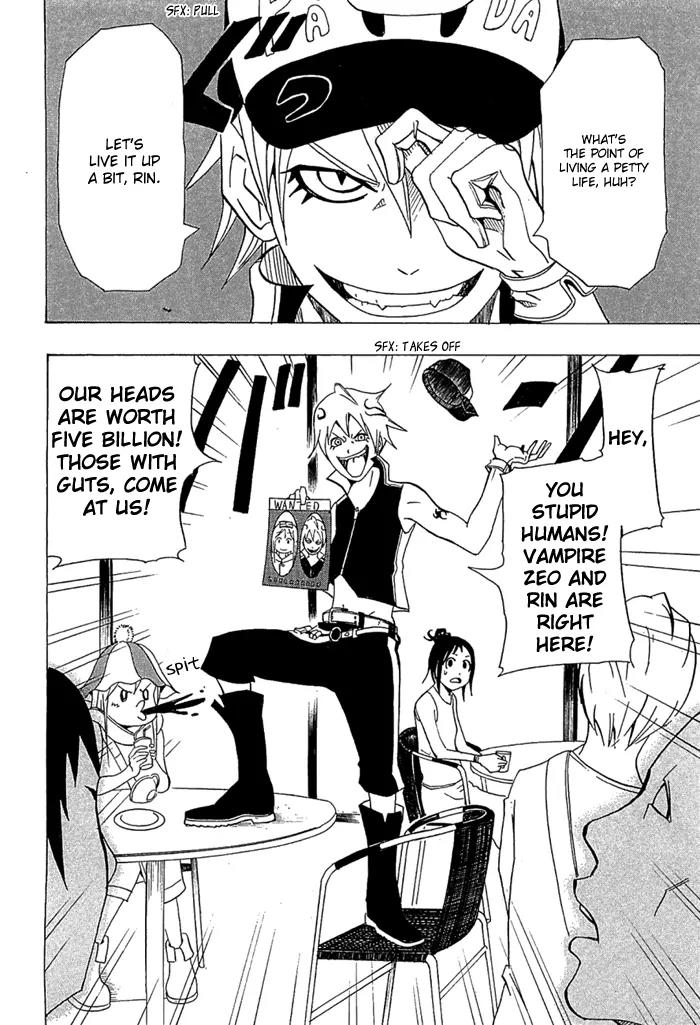 SFX: PULL
DA DA
WHAT'S
THE POINT OF
LIVING A PETTY
LIFE, HUH?
LET'S
LIVE IT UP
A BIT, RIN.
SFX: TAKES OFF
HEY,
YOU
STUPID
HUMANS!
VAMPIRE
ZEO AND
RIN ARE
RIGHT
HERE!
OUR HEADS
ARE WORTH
FIVE BILLION!
THOSE WITH
GUTS, COME
AT US!
WANTED
spit